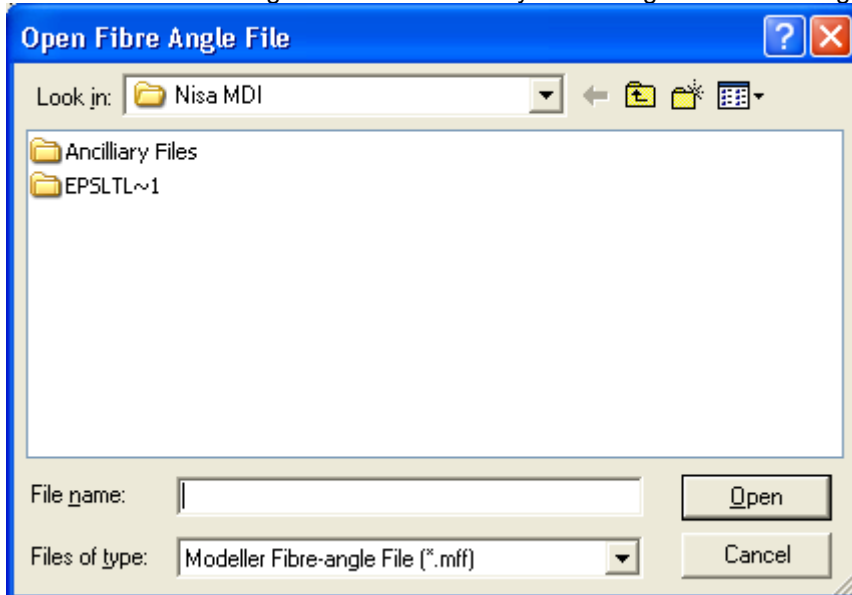 Open Fibre Angle File
Look in: Nisa MDI
Ancilliary Files
EPSLTL~1
File name:
Open
Files of type: Modeller Fibre-angle File (*.mff)
Cancel